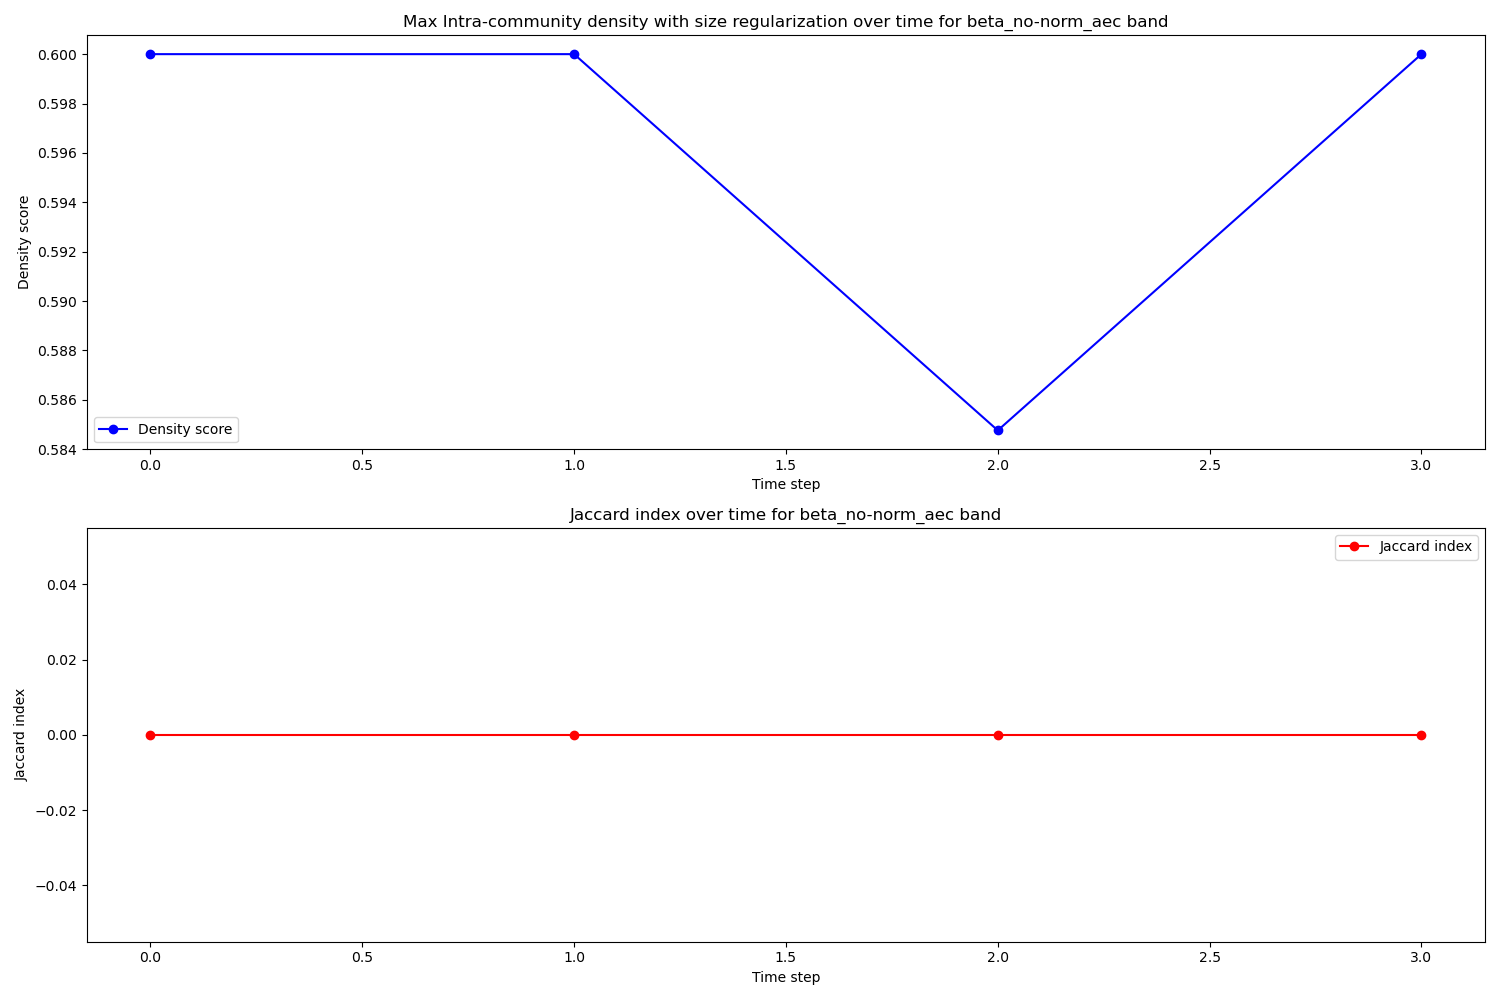 Max Intra-community density with size regularization over time for beta_no-norm_aec band
0.600
0.598
0.596
0.594
0.592
0.590
0.588
0.586
0.584
Density score
Density score
0.0 0.5 1.0 1.5 2.0 2.5 3.0
Time step
Jaccard index over time for beta_no-norm_aec band
Jaccard index
0.04
0.02
0.00
−0.02
−0.04
Jaccard index
0.0 0.5 1.0 1.5 2.0 2.5 3.0
Time step